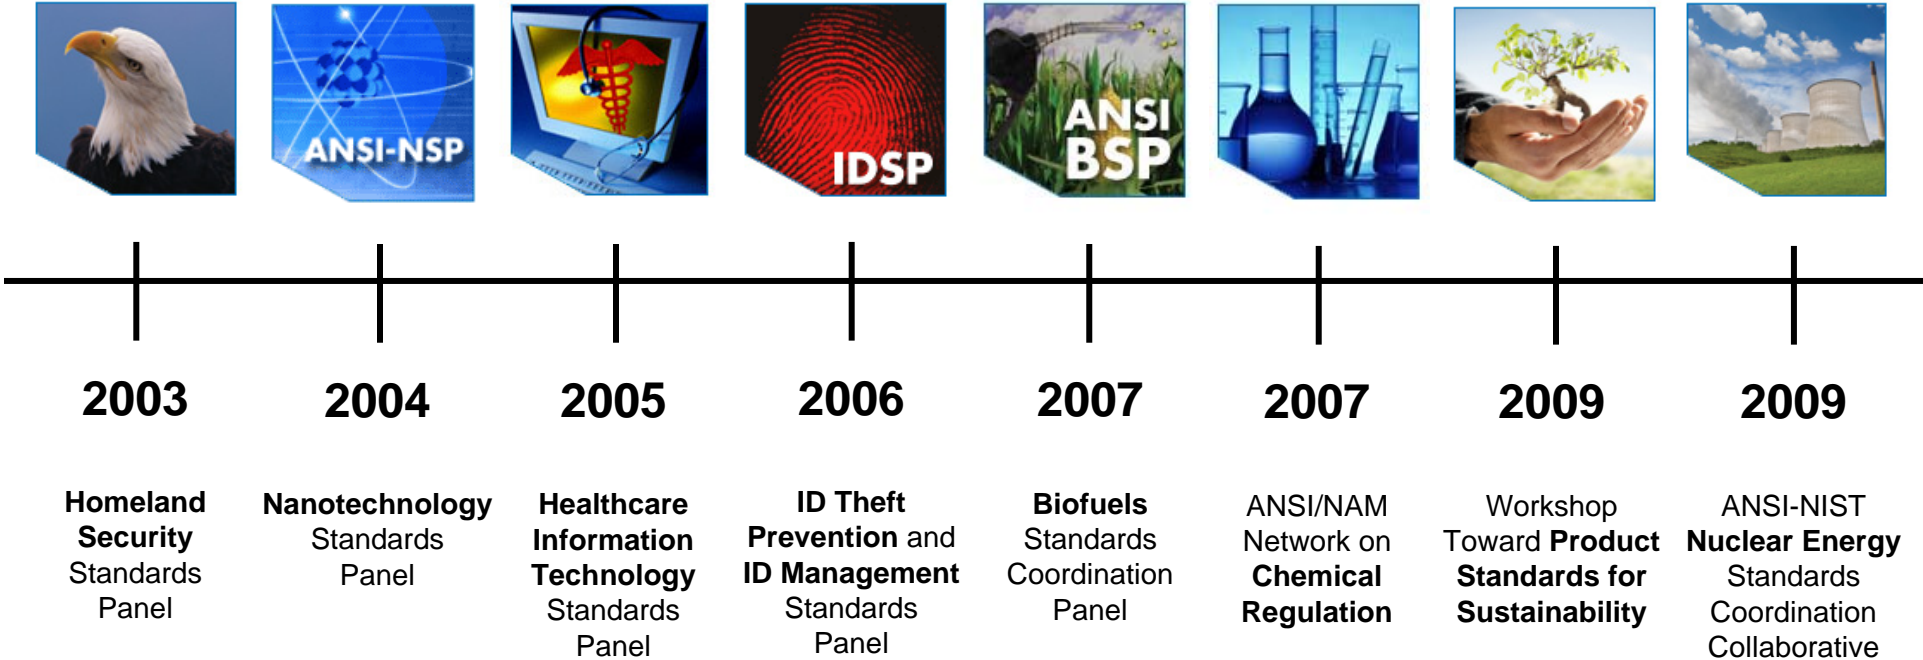 ANSI-NSP
IDSP
ANSI
BSP
2003
2004
2005
2006
2007
2007
2009
2009
Homeland
Security
Standards
Panel
Nanotechnology
Standards
Panel
Healthcare
Information
Technology
Standards
Panel
ID Theft
Prevention and
ID Management
Standards
Panel
Biofuels
Standards
Coordination
Panel
ANSI/NAM
Network on
Chemical
Regulation
Workshop
Toward Product
Standards for
Sustainability
ANSI-NIST
Nuclear Energy
Standards
Coordination
Collaborative